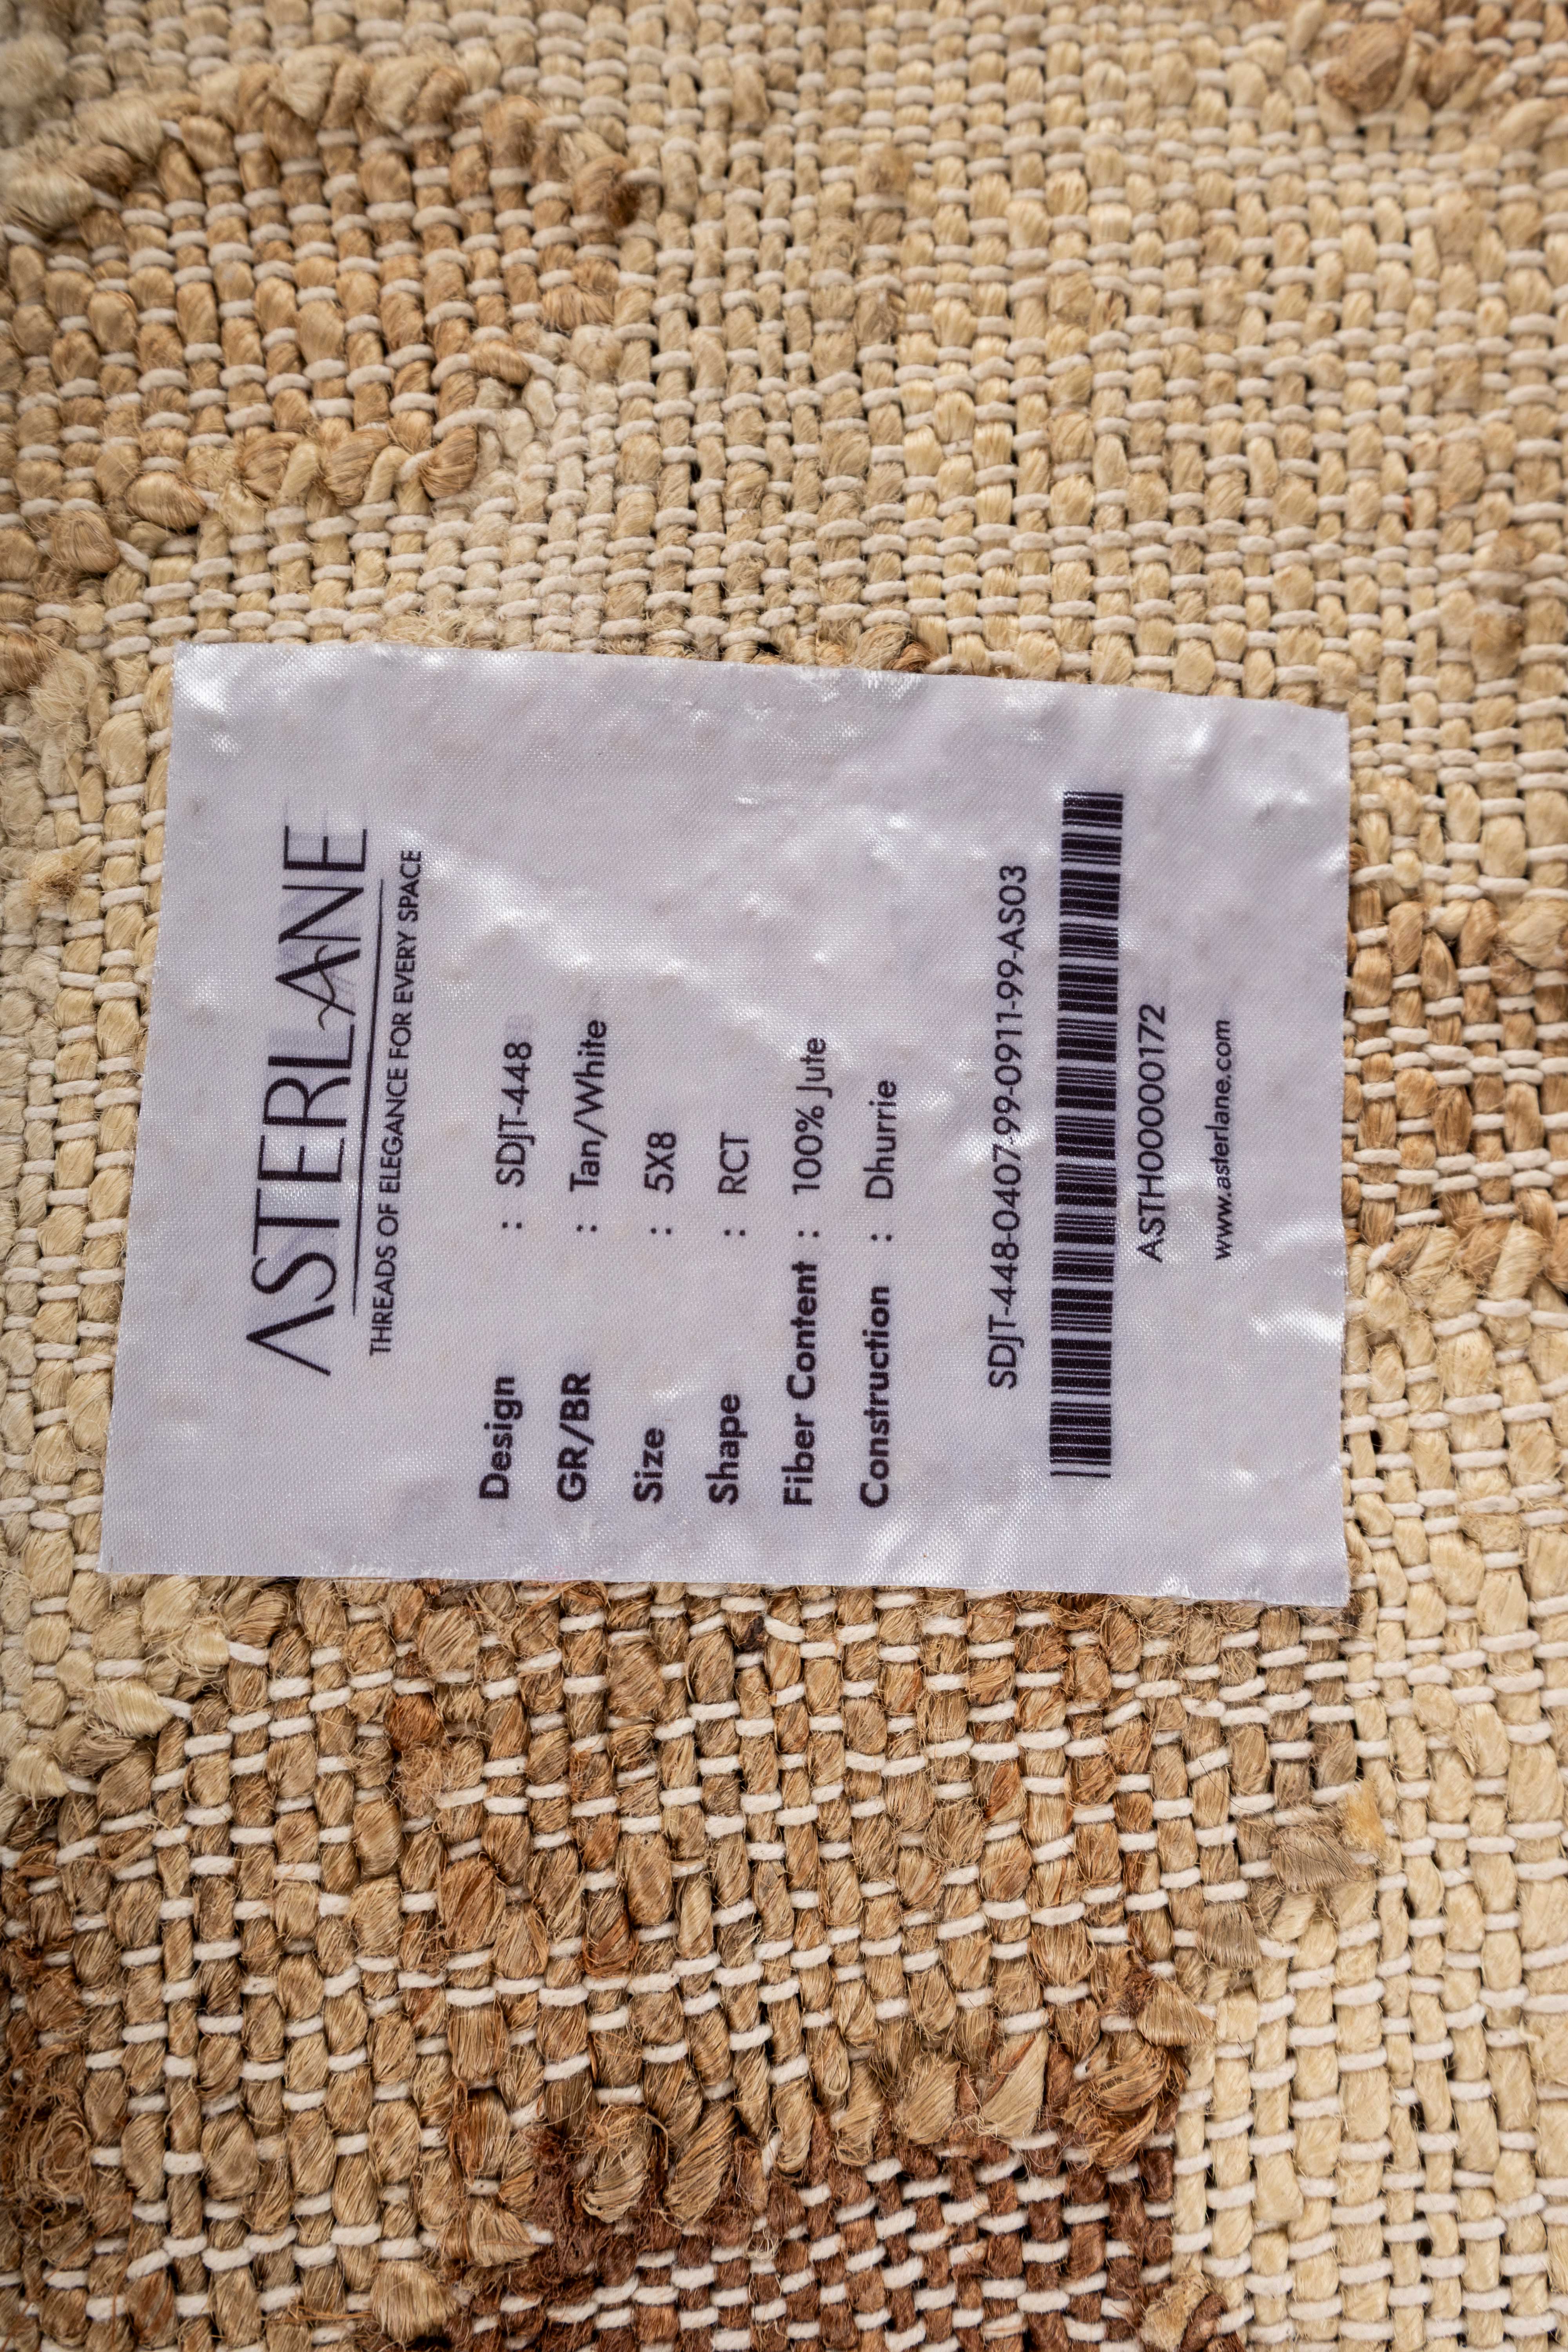 ASTERLANE
THREADS OF ELEGANCE FOR EVERY SPACE
Design : SDJT-448
GR/BR : Tan/White
Size : 5X8
Shape : RCT
Fiber Content : 100% Jute
Construction : Dhurrie
SDJT-448-0407-99-0911-99-AS03
ASTH00000172
www.asterlane.com